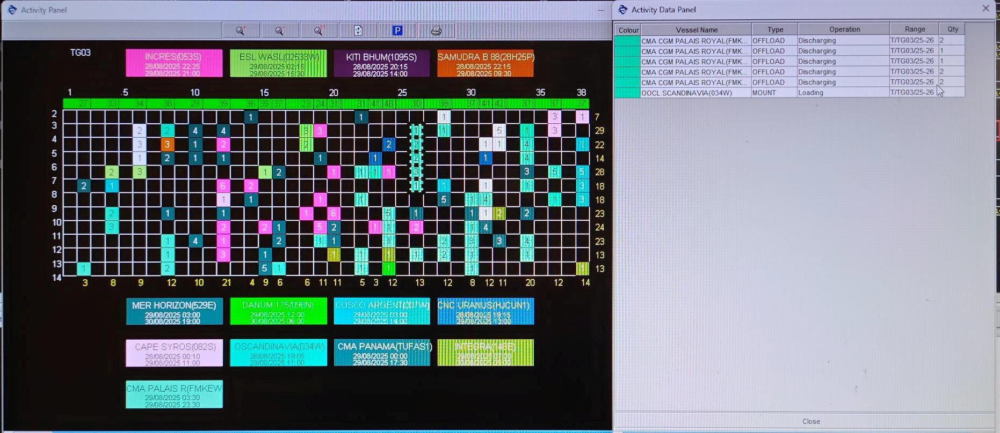 Activity Panel
TG03
INCRES(053S)
28/08/2025 22:25
29/08/2025 21:00
ESL WASL(02533W)
29/08/2025 02:15
29/08/2025 15:30
KITI BHUM(1095S)
28/08/2025 20:15
29/08/2025 14:00
SAMUDRA B 88(28H25P)
28/08/2025 22:15
29/08/2025 09:30
1 .5 10 15 20 25 30 35 38
27 33 34 38 29 39 36 39 37 23 24 31 31 41 46 30 38 37 41 42 37 37 37
2 1 1 1 3 1 7
3 2 2 4 4 3 3 1 1 5 1 3 29
4 3 3 1 2 2 2 2 1 1 4 1 22
5 1 2 1 1 1 1 2 1 4 14
6 2 3 1 2 1 1 1 1 3 3 5 5 28
7 2 1 6 2 1 1 1 1 3 18
8 1 1 1 1 5 1 4 1 3 18
9 2 1 1 1 6 5 1 1 1 2 2 23
10 3 2 2 1 5 2 1 1 2 1 4 24
11 1 4 1 2 1 1 2 3 3 4 23
12 1 3 1 1 1 1 1 2 1 1 13
13 1 2 5 1 1 1 1 1 13
14 3 8 9 12 10 21 4 9 6 6 11 11 5 3 12 13 12 8 12 11 20 12 14
MER HORIZON(529E)
29/08/2025 03:00
30/08/2025 19:00
DANUM 175(098N)
29/08/2025 12:00
30/08/2025 06:00
COSCO ARGENT(007W)
29/08/2025 03:00
29/08/2025 14:00
CNC URANUS(HJCUN1)
28/08/2025 19:15
29/08/2025 13:00
CAPE SYROS(082S)
28/08/2025 00:10
29/08/2025 11:00
OSCANDINAVIA(034W)
28/08/2025 19:05
29/08/2025 11:00
CMA PANAMA(TUFAS1)
29/08/2025 00:00
29/08/2025 17:30
INTEGRA(146E)
29/08/2025 07:00
30/08/2025 05:00
CMA PALAIS R(FMKEW
29/08/2025 03:30
29/08/2025 23:30
Activity Data Panel
Colour Vessel Name Type Operation Range Qty
CMA CGM PALAIS ROYAL(FMK... OFFLOAD Discharging T/TG03/25-26 2
CMA CGM PALAIS ROYAL(FMK... OFFLOAD Discharging T/TG03/25-26 1
CMA CGM PALAIS ROYAL(FMK... OFFLOAD Discharging T/TG03/25-26 1
CMA CGM PALAIS ROYAL(FMK... OFFLOAD Discharging T/TG03/25-26 2
CMA CGM PALAIS ROYAL(FMK... OFFLOAD Discharging T/TG03/25-26 2
OOCL SCANDINAVIA(034W) MOUNT Loading T/TG03/25-26
Close